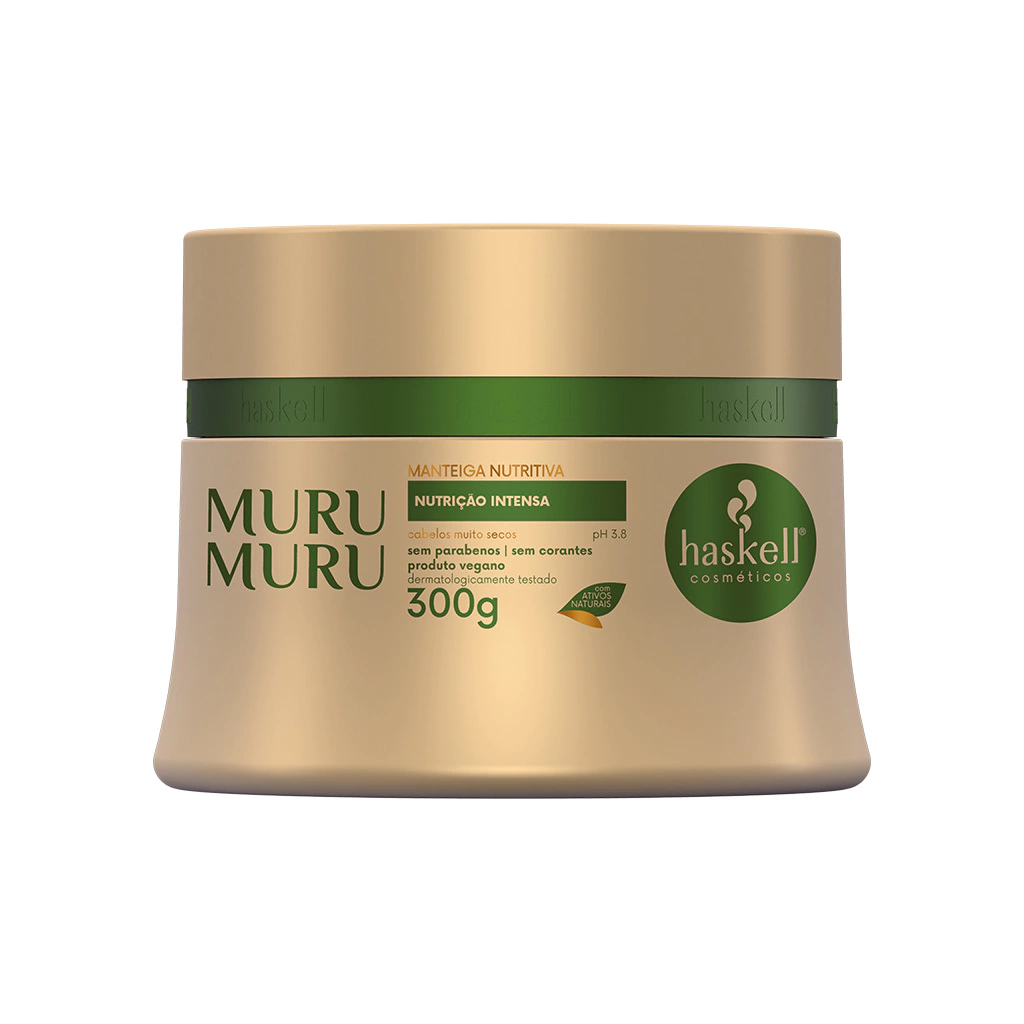 haskell
haskell
MURU
MURU
MANTEIGA NUTRITIVA
NUTRIÇÃO INTENSA
cabelos muito secos
pH 3.8
sem parabenos | sem corantes
produto vegano
dermatologicamente testado
300g
com
ATIVOS
NATURAIS
haskell®
cosméticos